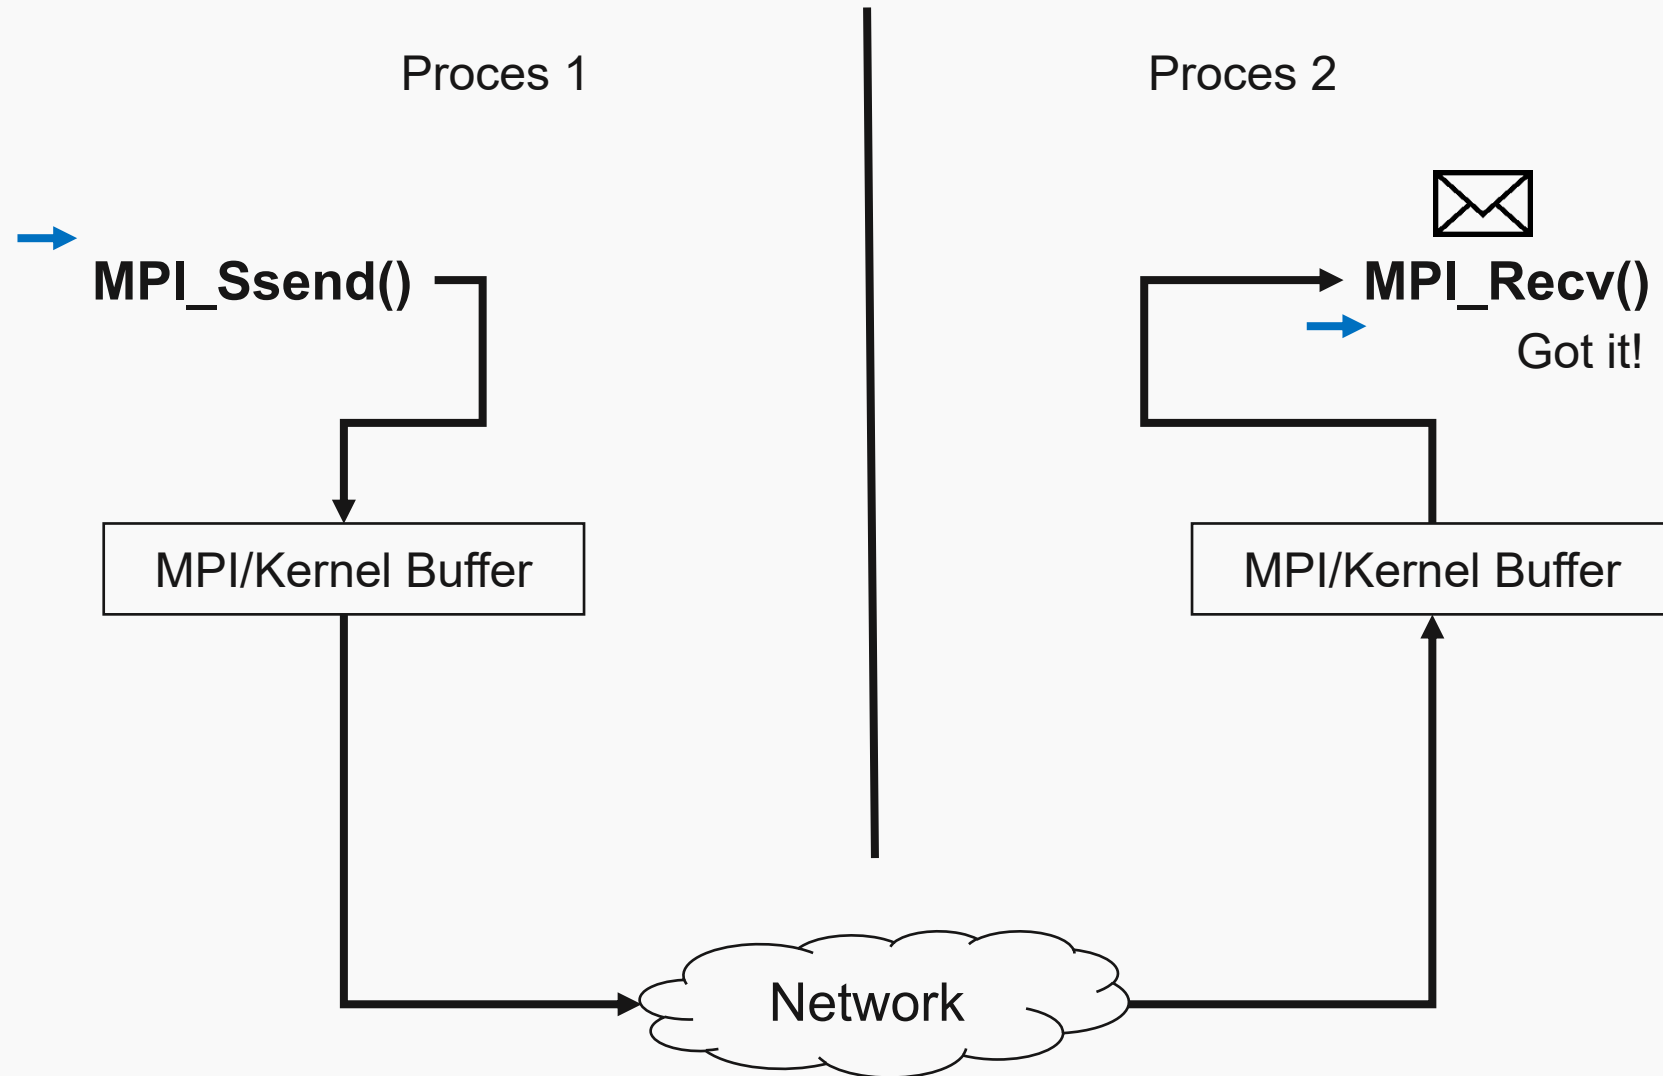 Proces 1
Proces 2
MPI_Ssend()
MPI_Recv()
Got it!
MPI/Kernel Buffer
MPI/Kernel Buffer
Network